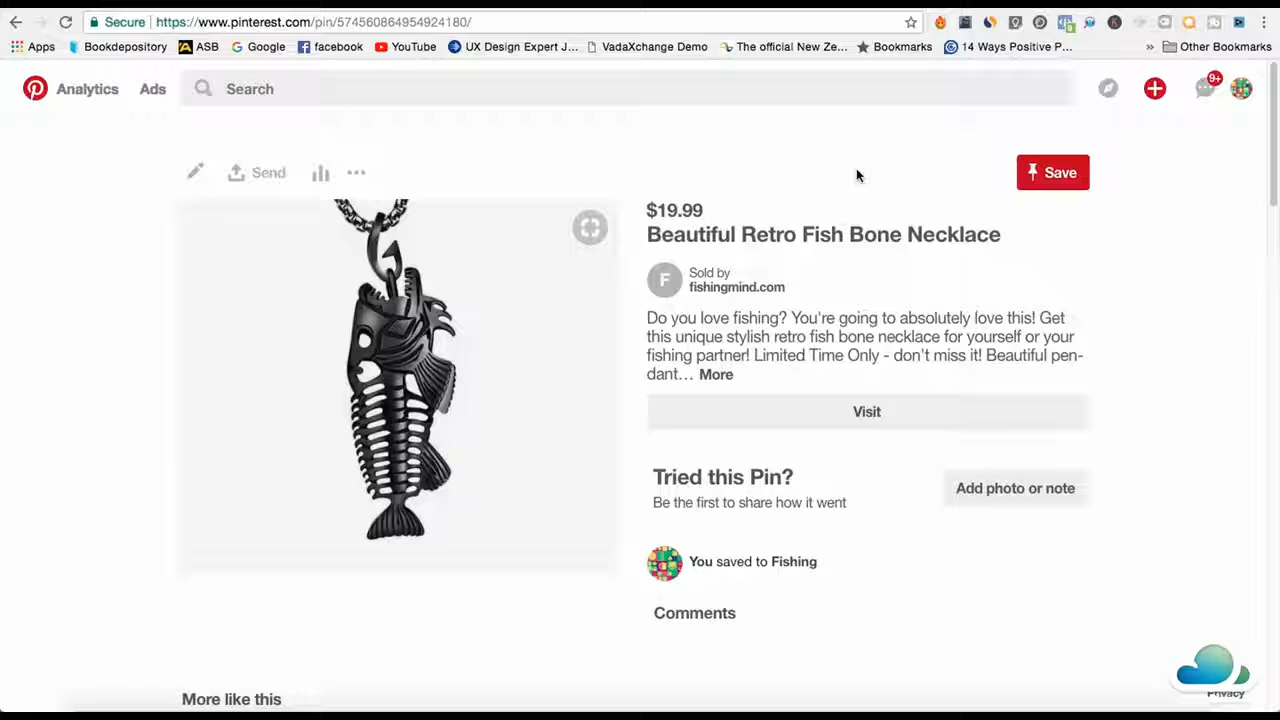 Secure https://www.pinterest.com/pin/574560864954924180/
Apps Bookdepository ASB Google facebook YouTube UX Design Expert J... VadaXchange Demo The official New Ze... Bookmarks 14 Ways Positive P... » Other Bookmarks
Analytics Ads Search 9+
Send ••• Save
$19.99
Beautiful Retro Fish Bone Necklace
F Sold by
fishingmind.com
Do you love fishing? You're going to absolutely love this! Get
this unique stylish retro fish bone necklace for yourself or your
fishing partner! Limited Time Only - don't miss it! Beautiful pen-
dant… More
Visit
Tried this Pin?
Be the first to share how it went
Add photo or note
You saved to Fishing
Comments
More like this
Privacy